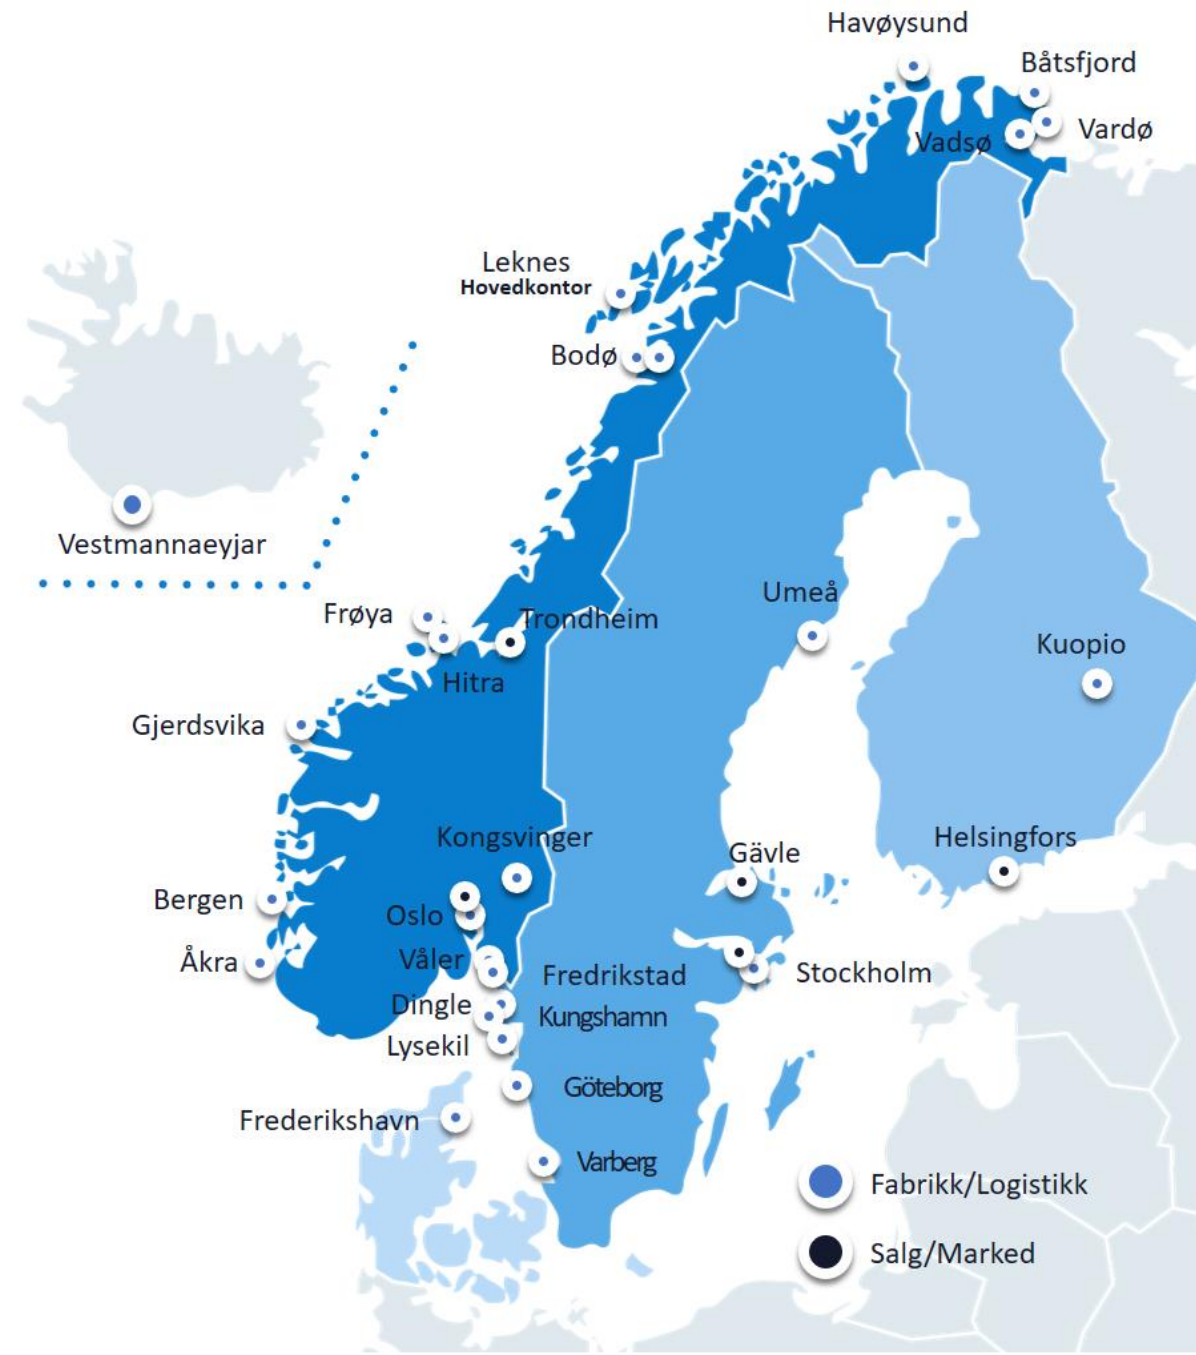 Havøysund
Båtsfjord
Vardø
Vadsø
Leknes
Hovedkontor
Bodø
Vestmannaeyjar
Umeå
Frøya
Trondheim
Kuopio
Hitra
Gjerdsvika
Kongsvinger
Helsingfors
Gävle
Bergen
Oslo
Våler
Åkra
Stockholm
Fredrikstad
Dingle
Kungshamn
Lysekil
Göteborg
Frederikshavn
Varberg
Fabrikk/Logistikk
Salg/Marked